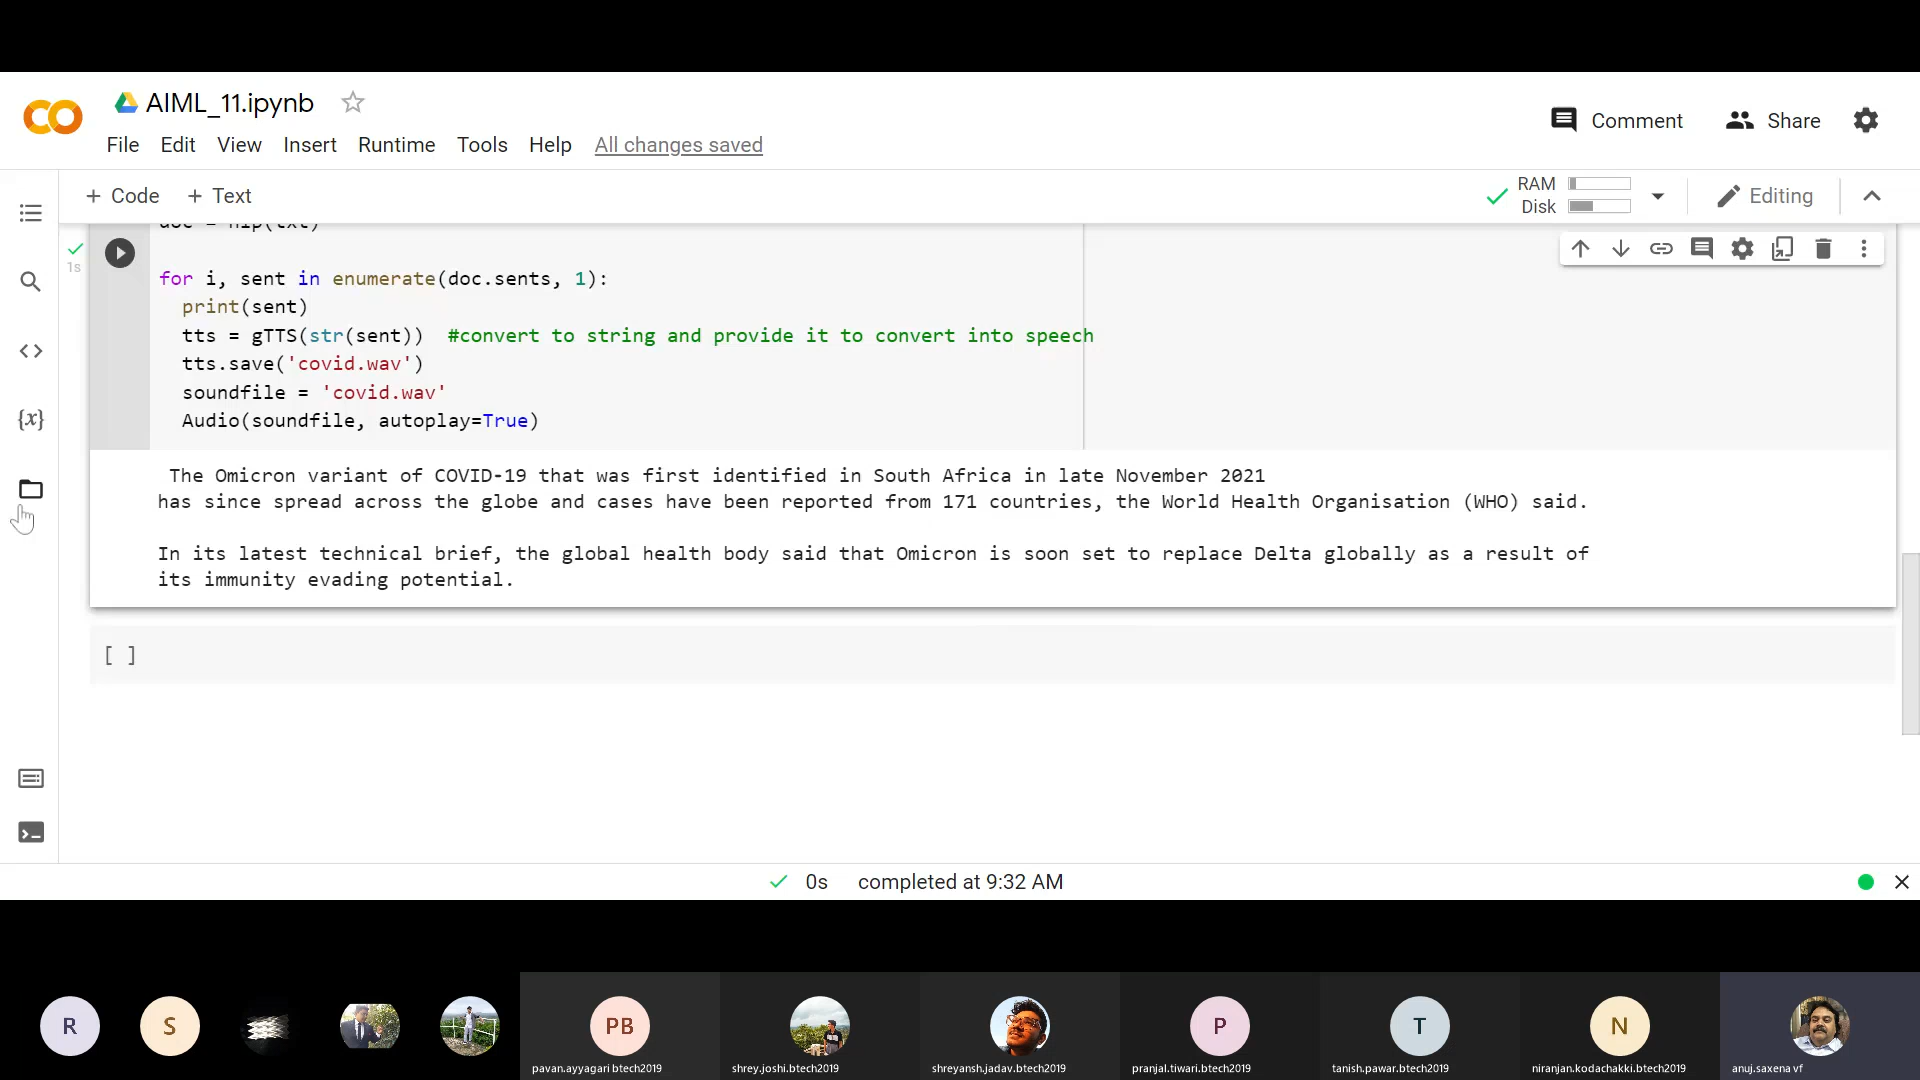 AIML_11.ipynb
Comment
Share
File Edit View Insert Runtime Tools Help All changes saved
+ Code + Text
RAM
Disk
Editing
doc = nlp(txt)
1s
for i, sent in enumerate(doc.sents, 1):
print(sent)
tts = gTTS(str(sent)) #convert to string and provide it to convert into speech
tts.save('covid.wav')
soundfile = 'covid.wav'
Audio(soundfile, autoplay=True)
{x}
The Omicron variant of COVID-19 that was first identified in South Africa in late November 2021
has since spread across the globe and cases have been reported from 171 countries, the World Health Organisation (WHO) said.
In its latest technical brief, the global health body said that Omicron is soon set to replace Delta globally as a result of
its immunity evading potential.
[ ]
0s completed at 9:32 AM
R S PB P T N
pavan.ayyagari btech2019 shrey.joshi.btech2019 shreyansh.jadav.btech2019 pranjal.tiwari.btech2019 tanish.pawar.btech2019 niranjan.kodachakki.btech2019 anuj.saxena vf